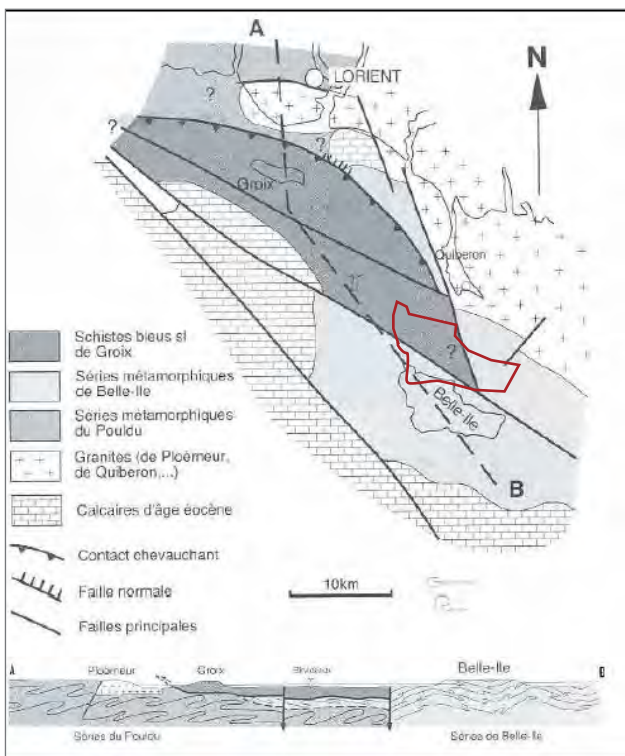 A
LORIENT
N
?
?
?
Groix
Quiberon
?
?
Belle-Ile
B
Schistes bleus sl
de Groix
Séries métamorphiques
de Belle-Ile
Séries métamorphiques
du Pouldu
Granites (de Ploemeur,
de Quiberon,...)
Calcaires d'âge éocène
Contact chevauchant
Faille normale
Failles principales
10km
A
Ploemeur
Groix
Belle-Ile
B
Séries du Pouldu
Séries de Belle-Ile